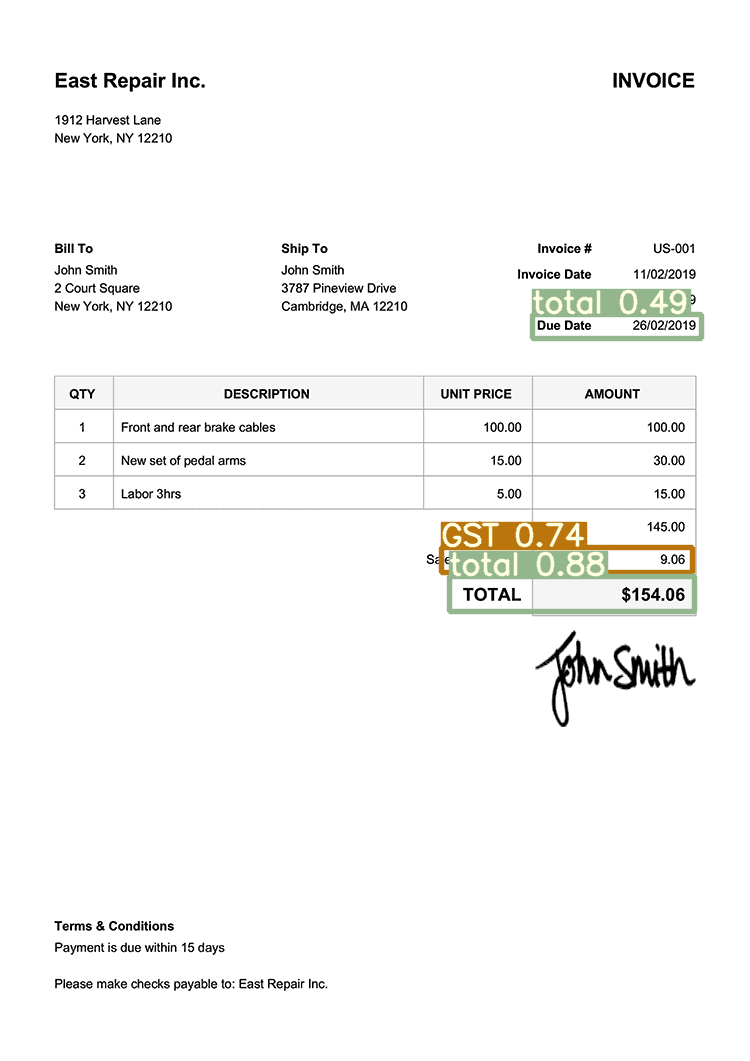 East Repair Inc.
INVOICE
1912 Harvest Lane
New York, NY 12210
Bill To
John Smith
2 Court Square
New York, NY 12210
Ship To
John Smith
3787 Pineview Drive
Cambridge, MA 12210
Invoice # US-001
Invoice Date 11/02/2019
total 0.49 9
Due Date 26/02/2019
QTY DESCRIPTION UNIT PRICE AMOUNT
1 Front and rear brake cables 100.00 100.00
2 New set of pedal arms 15.00 30.00
3 Labor 3hrs 5.00 15.00
GST 0.74 145.00
total 0.88 9.06
TOTAL $154.06
John Smith
Terms & Conditions
Payment is due within 15 days
Please make checks payable to: East Repair Inc.